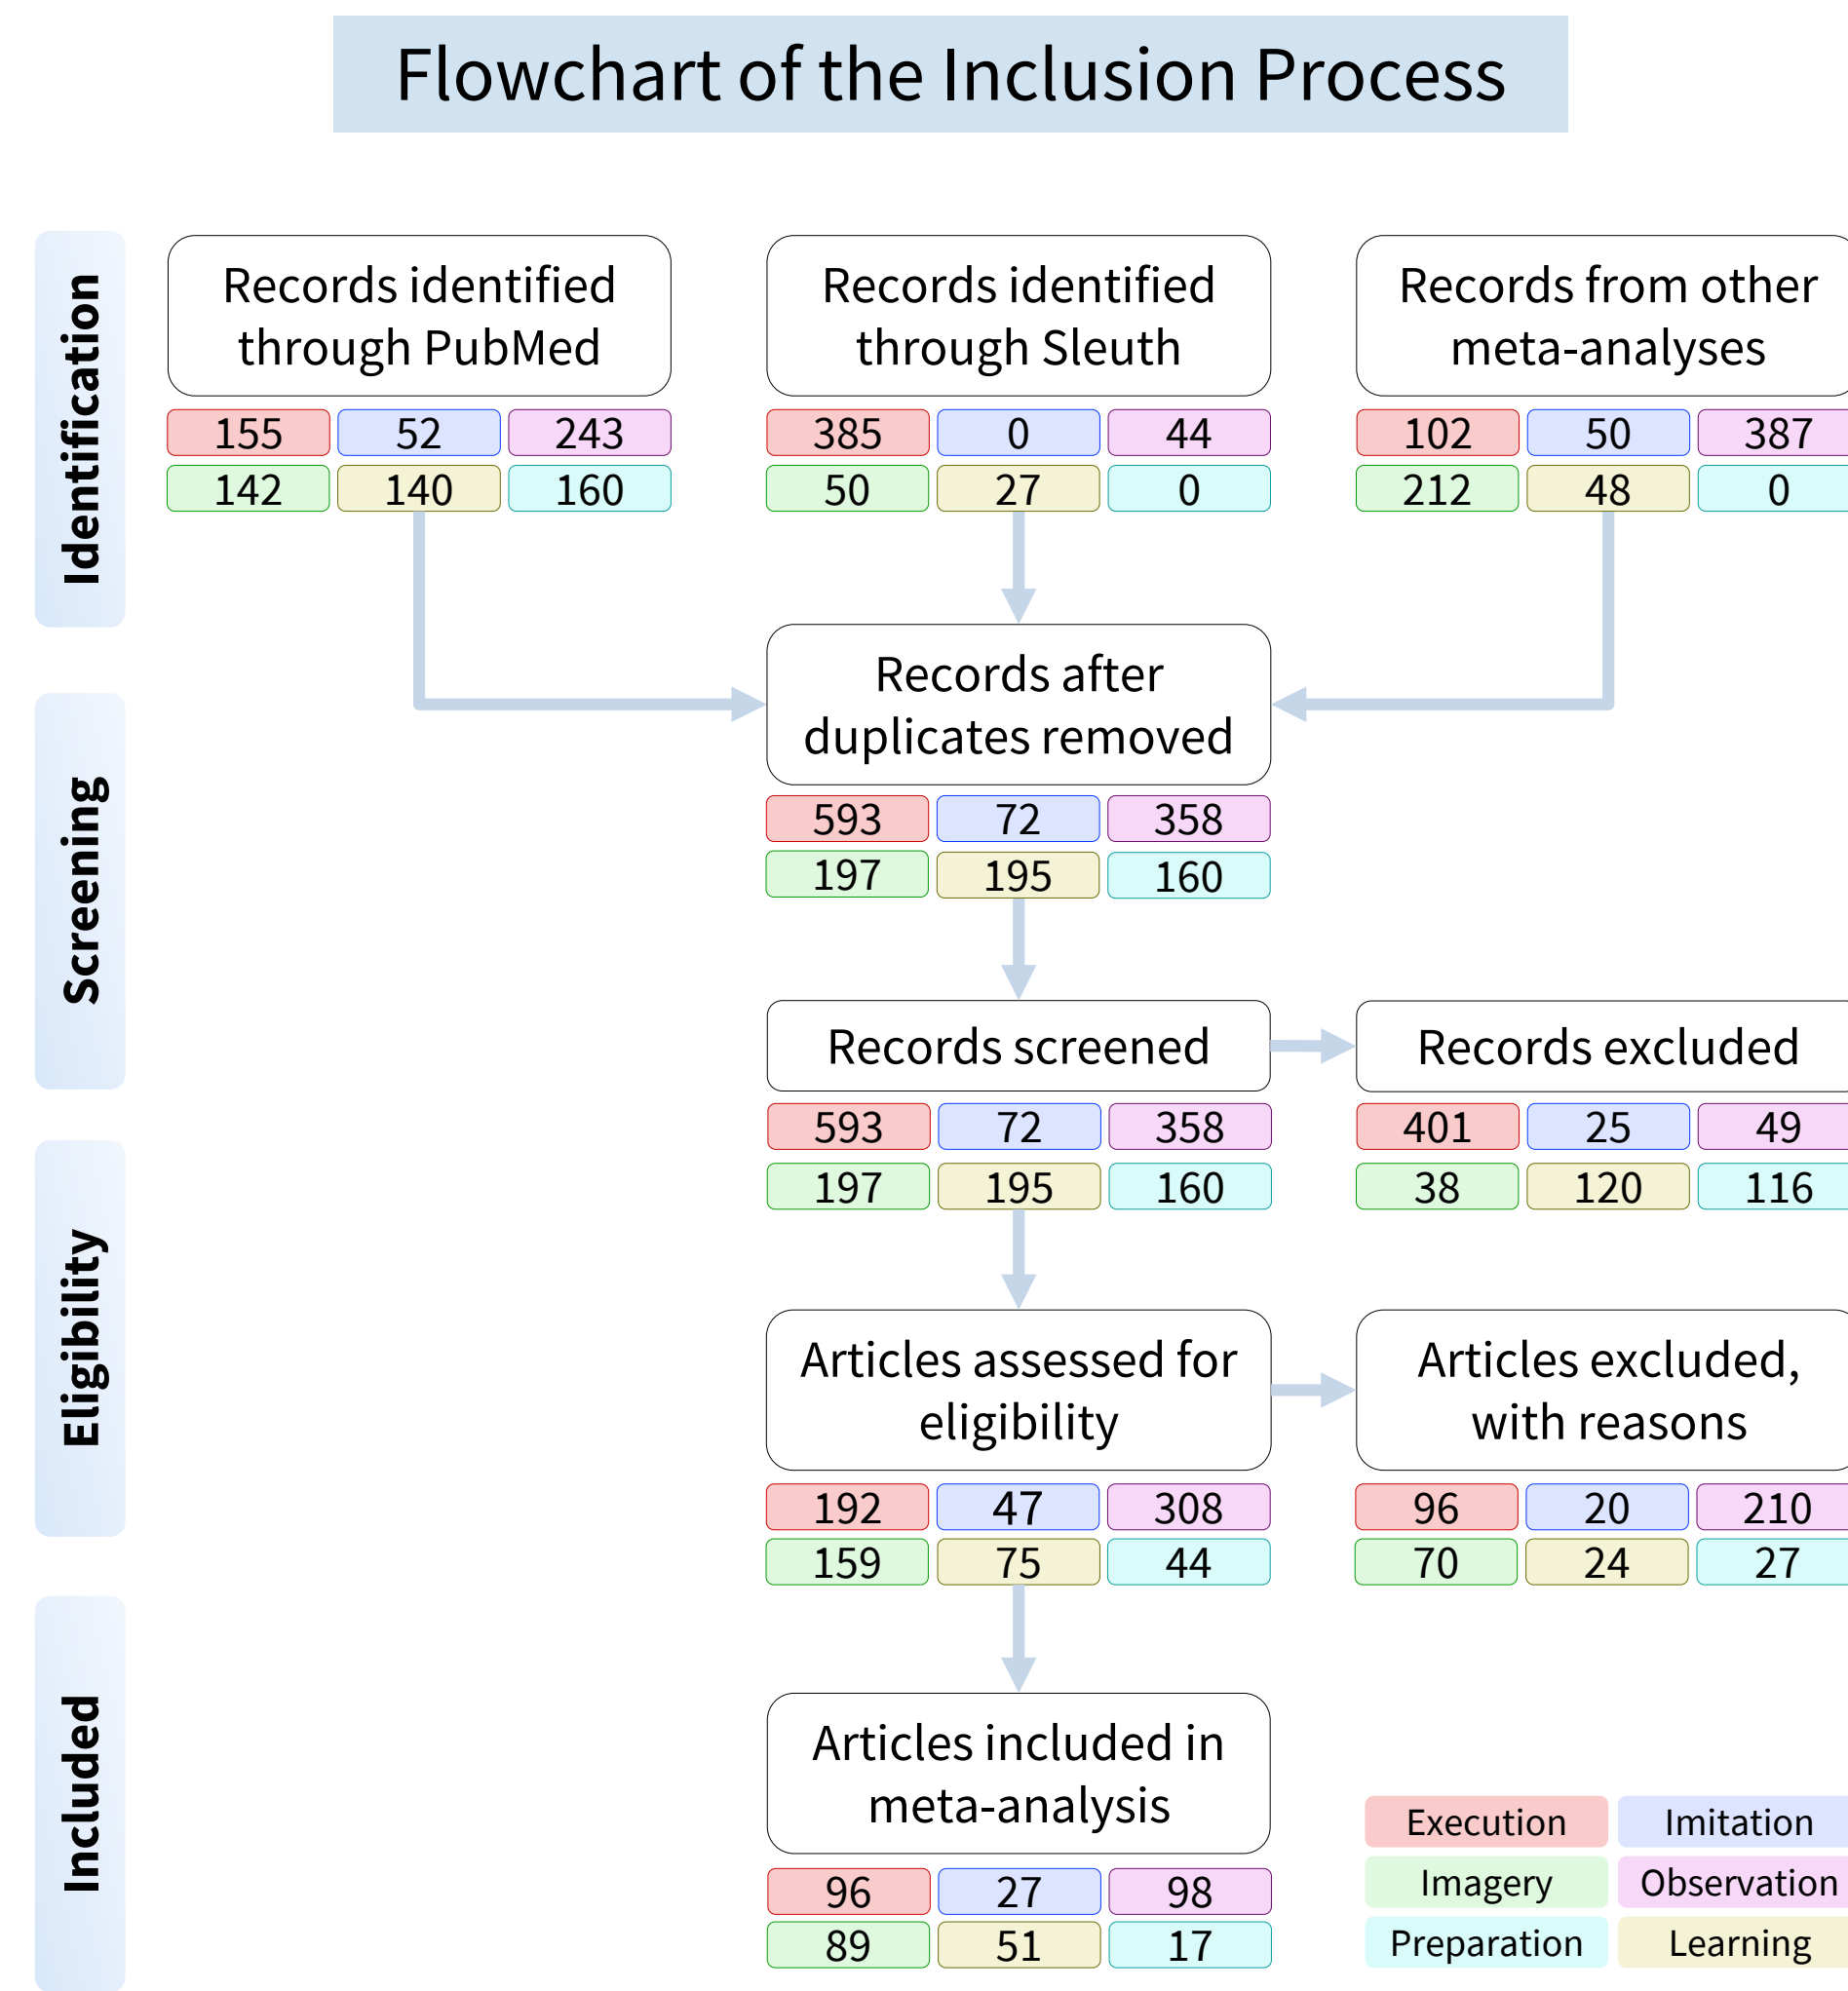 Flowchart of the Inclusion Process
Identification
Records identified
through PubMed
155 52 243
142 140 160
Records identified
through Sleuth
385 0 44
50 27 0
Records from other
meta-analyses
102 50 387
212 48 0
Screening
Records after
duplicates removed
593 72 358
197 195 160
Records screened
593 72 358
197 195 160
Records excluded
401 25 49
38 120 116
Eligibility
Articles assessed for
eligibility
192 47 308
159 75 44
Articles excluded,
with reasons
96 20 210
70 24 27
Included
Articles included in
meta-analysis
96 27 98
89 51 17
Execution Imitation
Imagery Observation
Preparation Learning